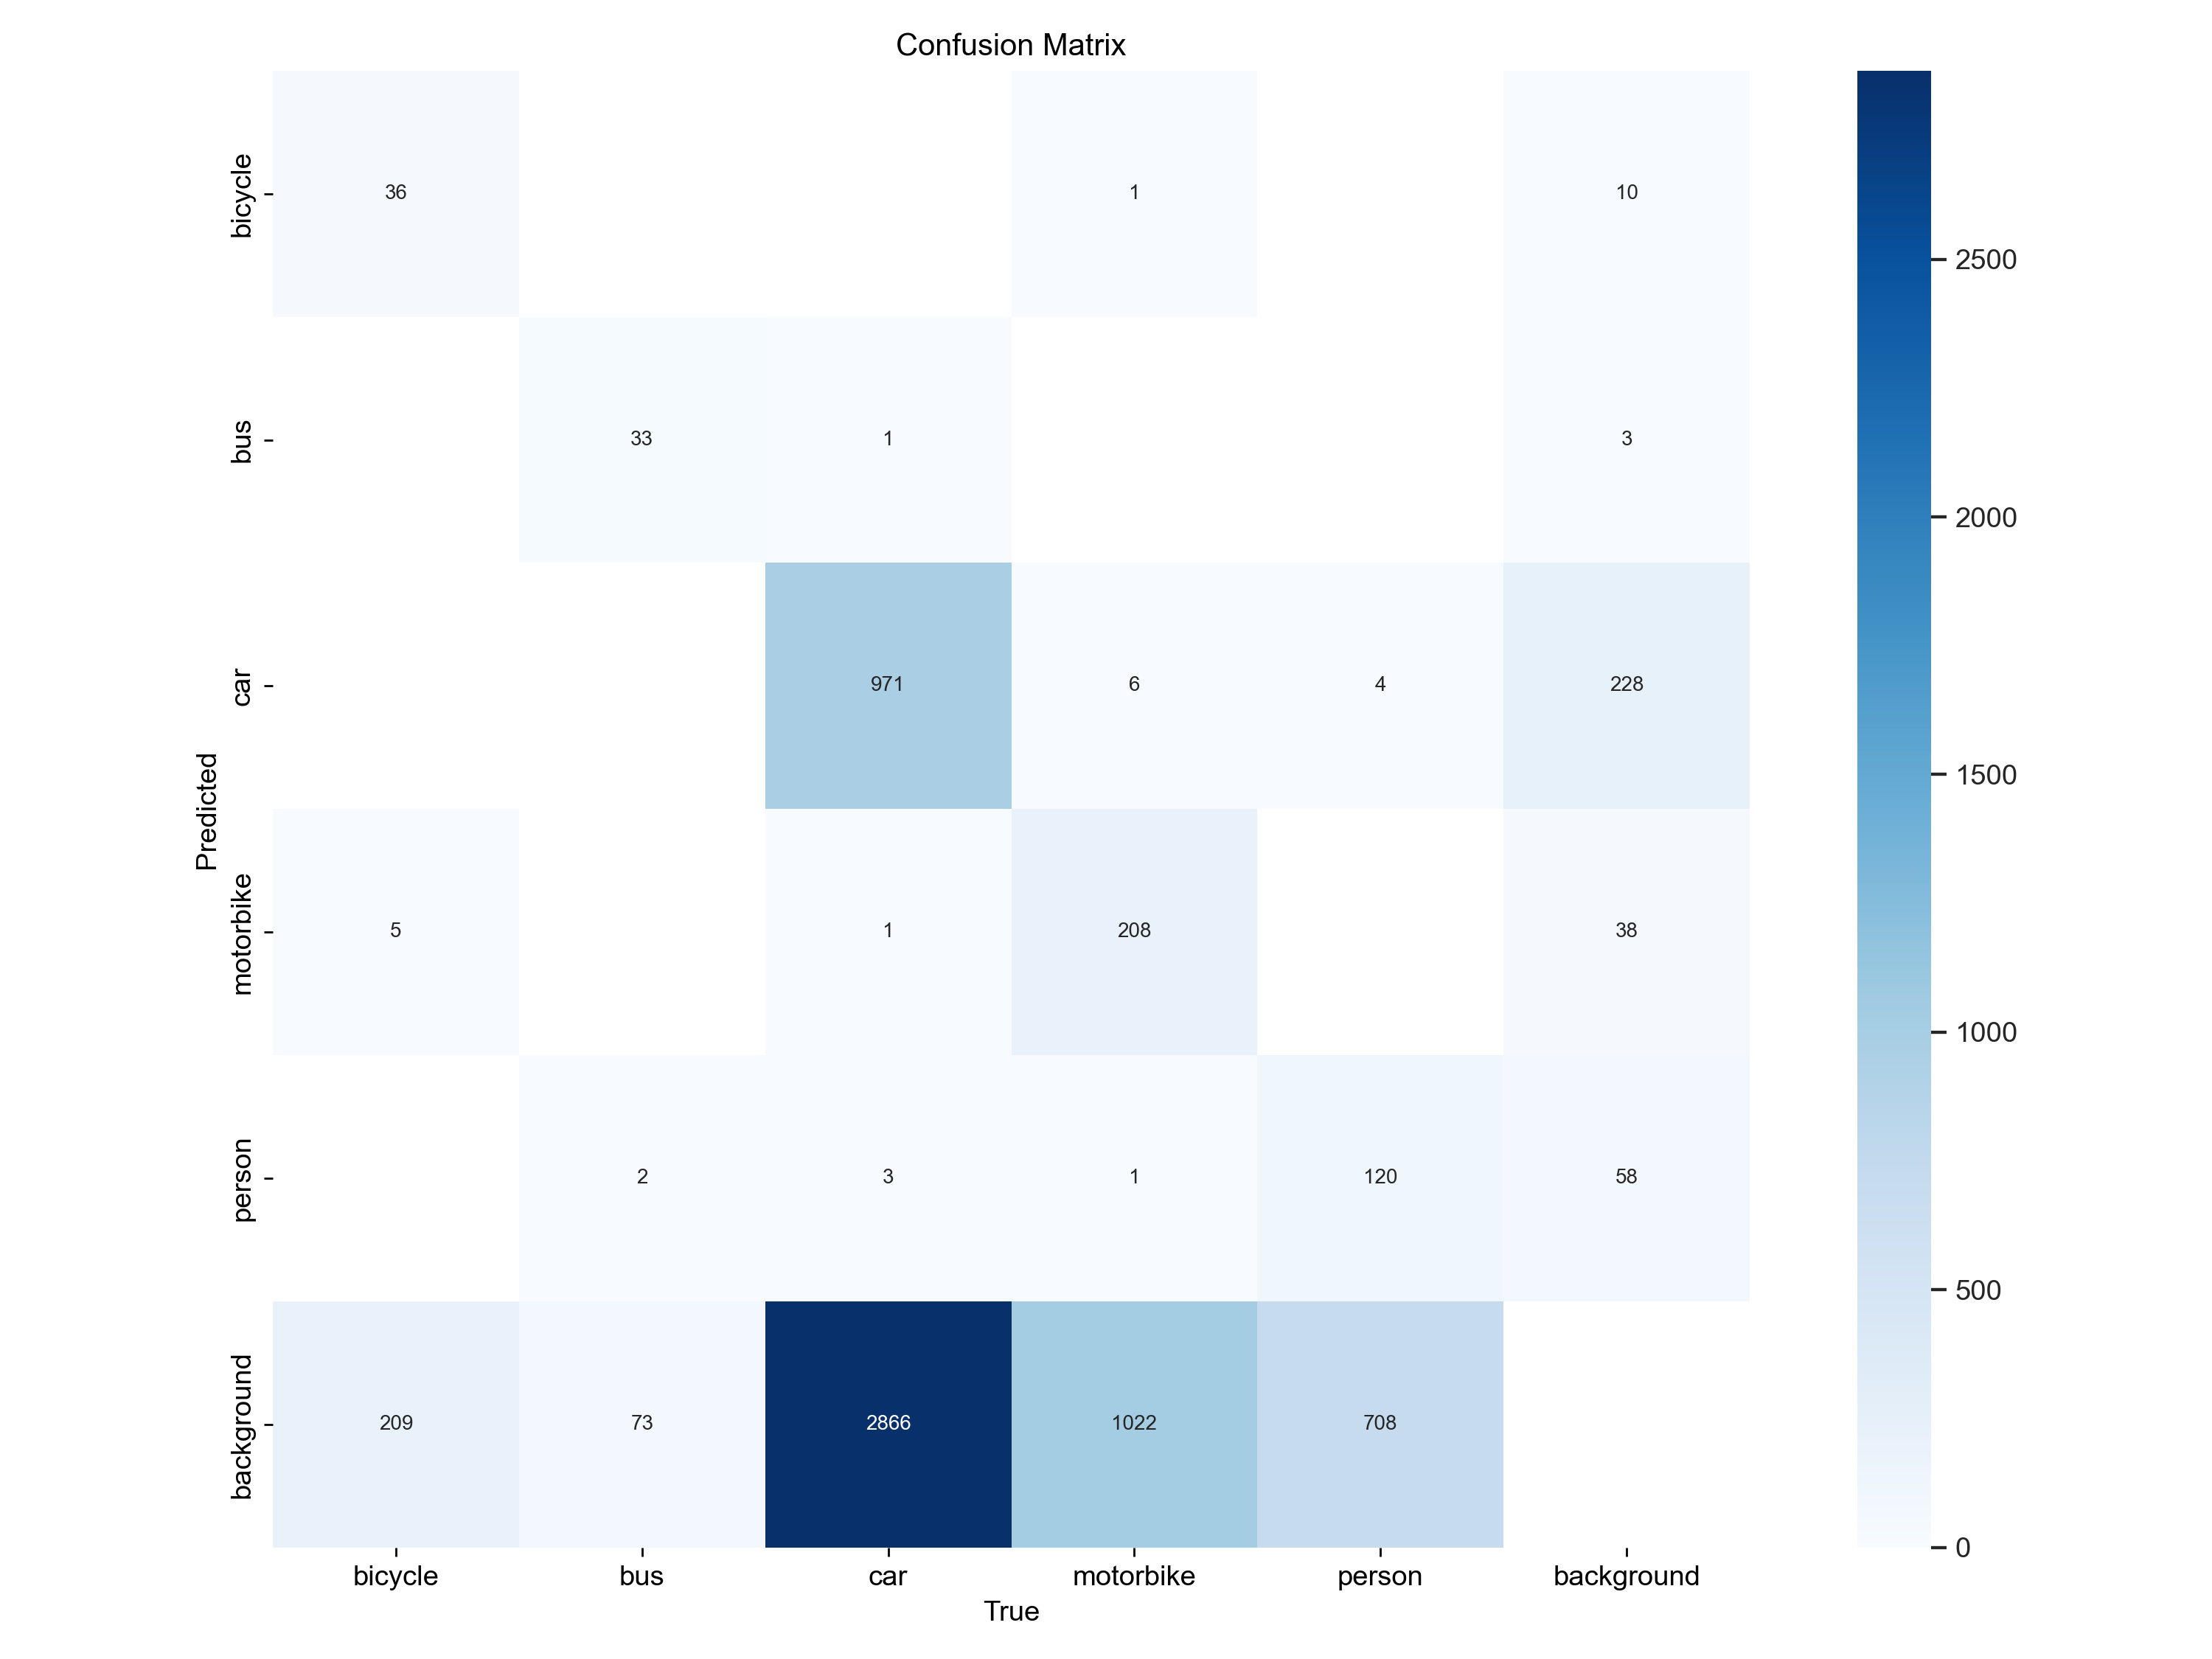 Confusion Matrix
bicycle
36
1
10
bus
33
1
3
car
971
6
4
228
motorbike
5
1
208
38
person
2
3
1
120
58
background
209
73
2866
1022
708
Predicted
bicycle
bus
car
motorbike
person
background
True
2500
2000
1500
1000
500
0